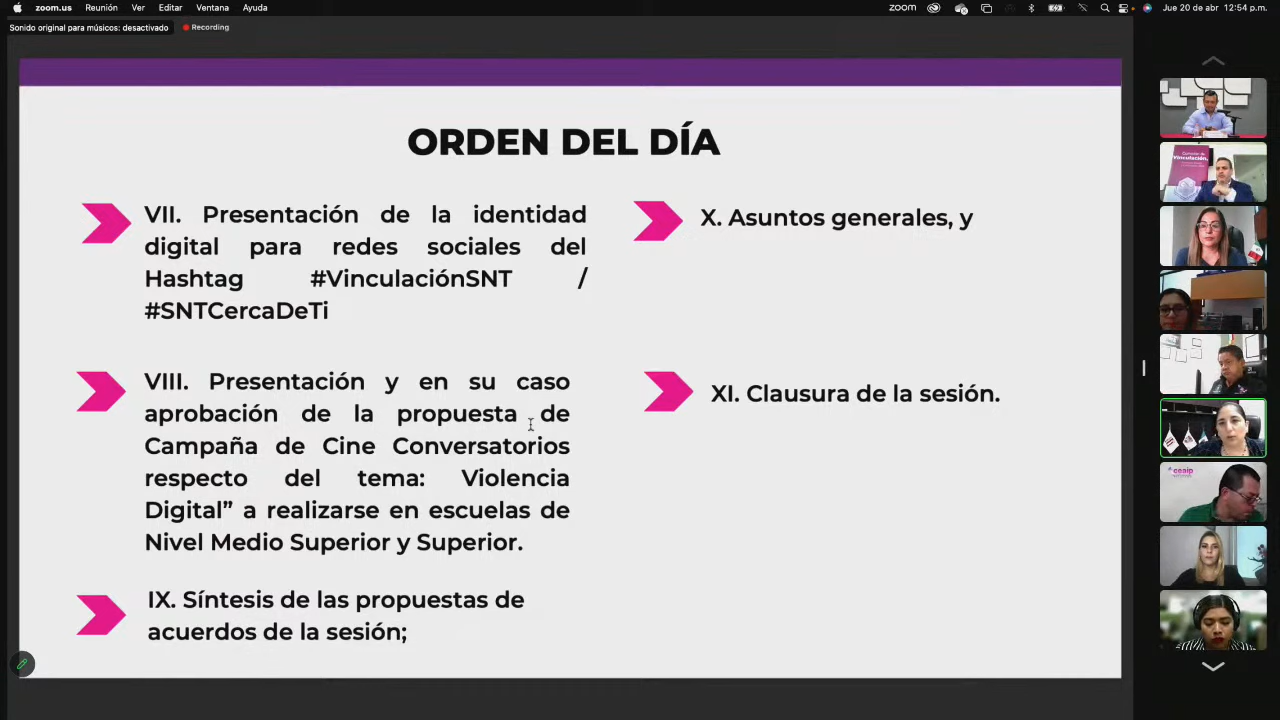 zoom.us Reunión Ver Editar Ventana Ayuda
zoom
Jue 20 de abr 12:54 p.m.
Sonido original para músicos: desactivado
Recording
ORDEN DEL DÍA
VII. Presentación de la identidad
digital para redes sociales del
Hashtag #VinculaciónSNT /
#SNTCercaDeTi
VIII. Presentación y en su caso
aprobación de la propuesta de
Campaña de Cine Conversatorios
respecto del tema: Violencia
Digital” a realizarse en escuelas de
Nivel Medio Superior y Superior.
IX. Síntesis de las propuestas de
acuerdos de la sesión;
X. Asuntos generales, y
XI. Clausura de la sesión.
Vinculación,
ceaip